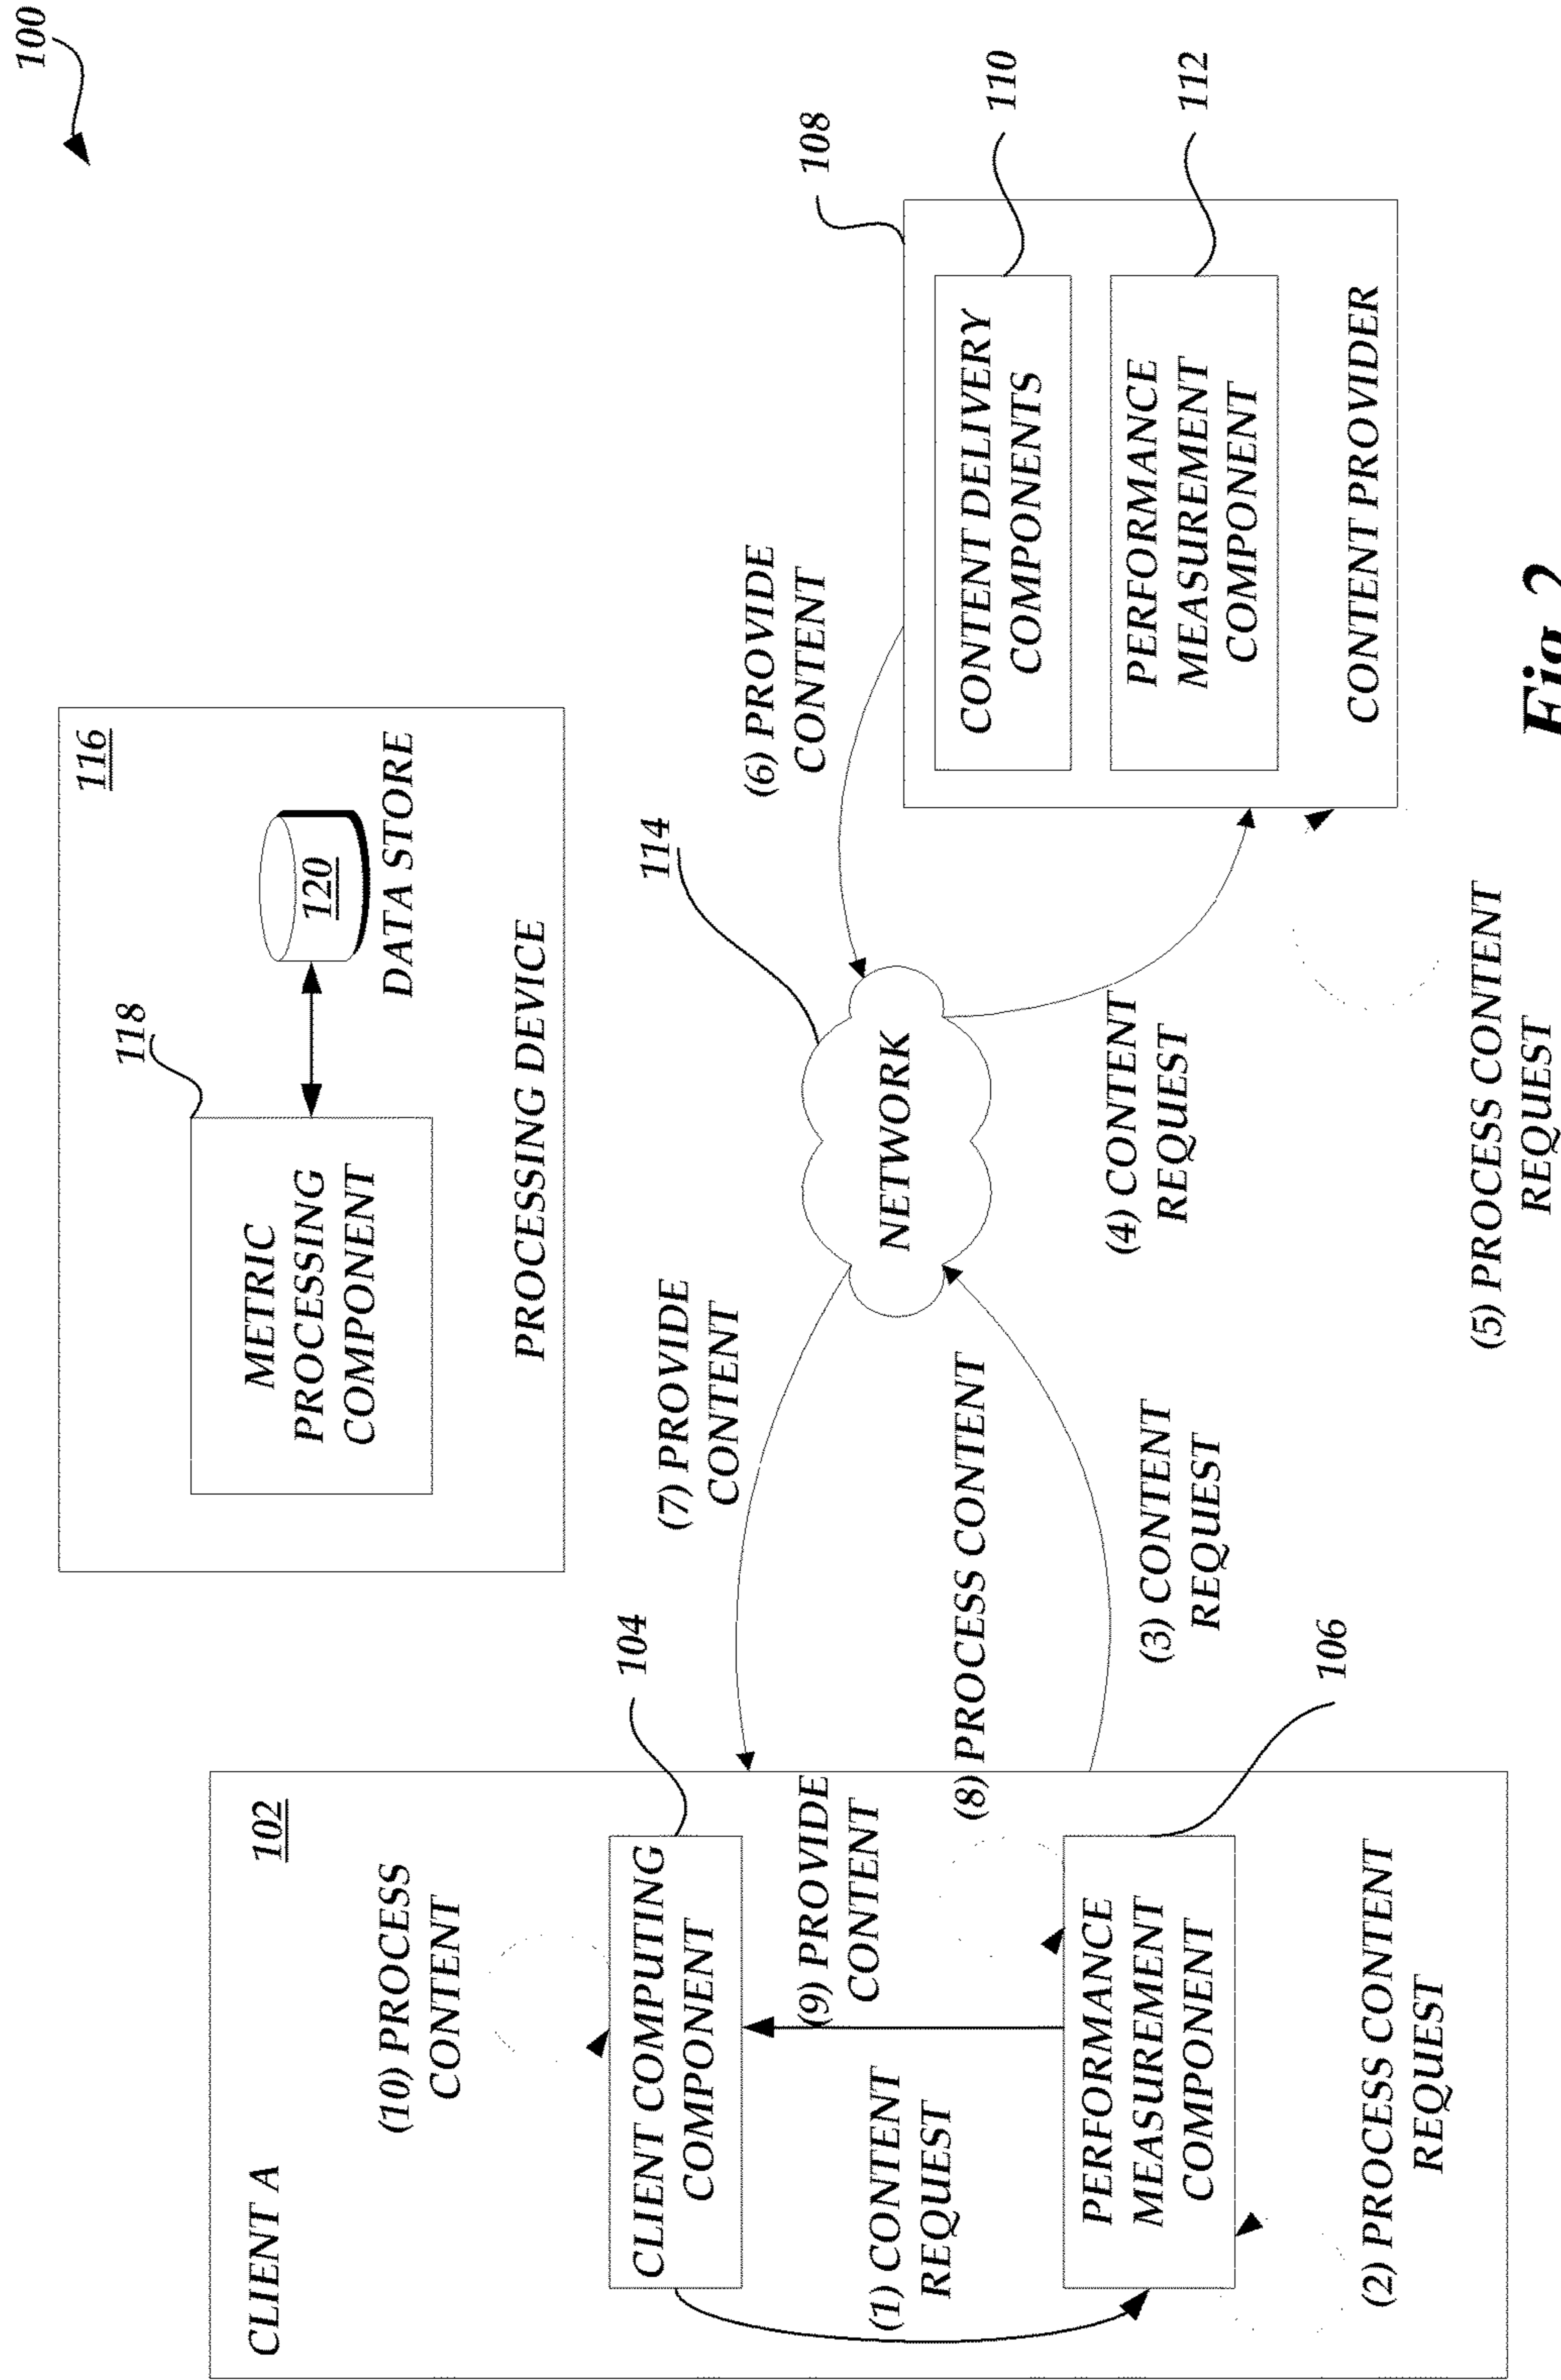 100
116
118
METRIC
PROCESSING
COMPONENT
120
DATA STORE
PROCESSING DEVICE
CLIENT A
102
(10) PROCESS
CONTENT
104
CLIENT COMPUTING
COMPONENT
(1) CONTENT
REQUEST
(9) PROVIDE
CONTENT
(8) PROCESS CONTENT
PERFORMANCE
MEASUREMENT
COMPONENT
106
(2) PROCESS CONTENT
REQUEST
(7) PROVIDE
CONTENT
(3) CONTENT
REQUEST
114
NETWORK
(6) PROVIDE
CONTENT
(4) CONTENT
REQUEST
(5) PROCESS CONTENT
REQUEST
108
CONTENT DELIVERY
COMPONENTS
110
PERFORMANCE
MEASUREMENT
COMPONENT
112
CONTENT PROVIDER
Fig. 2